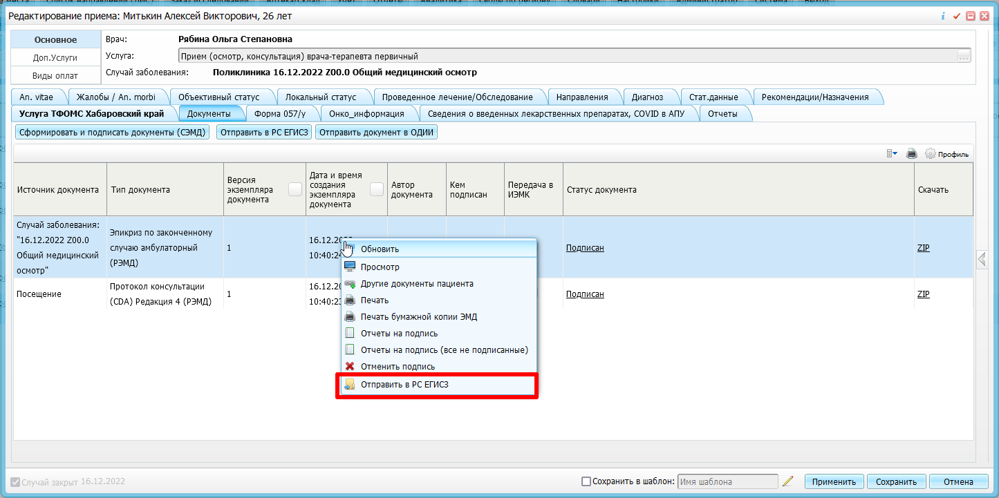 Редактирование приема: Митькин Алексей Викторович, 26 лет
Основное
Доп.Услуги
Виды оплат
Врач: Рябина Ольга Степановна
Услуга: Прием (осмотр, консультация) врача-терапевта первичный ...
Случай заболевания: Поликлиника 16.12.2022 Z00.0 Общий медицинский осмотр
An. vitae Жалобы / An. morbi Объективный статус Локальный статус Проведенное лечение/Обследование Направления Диагноз Стат.данные Рекомендации/Назначения
Услуга ТФОМС Хабаровский край Документы Форма 057/у Онко_информация Сведения о введенных лекарственных препаратах, COVID в АПУ Отчеты
Сформировать и подписать документы (СЭМД) Отправить в РС ЕГИСЗ Отправить документ в ОДИИ
Профиль
Источник документа
Тип документа
Версия
экземпляра
документа
Дата и время
создания
экземпляра
документа
Автор
документа
Кем
подписан
Передача в
ИЭМК
Статус документа
Скачать
Случай заболевания:
"16.12.2022 Z00.0
Общий медицинский
осмотр"
Эпикриз по законченному
случаю амбулаторный
(РЭМД)
1
16.12.2022
10:40:24
Подписан
ZIP
Посещение
Протокол консультации
(CDA) Редакция 4 (РЭМД)
1
16.12.20
10:40:23
Подписан
ZIP
Обновить
Просмотр
Другие документы пациента
Печать
Печать бумажной копии ЭМД
Отчеты на подпись
Отчеты на подпись (все не подписанные)
Отменить подпись
Отправить в РС ЕГИСЗ
Случай закрыт 16.12.2022
Сохранить в шаблон: Имя шаблона
Применить Сохранить Отмена